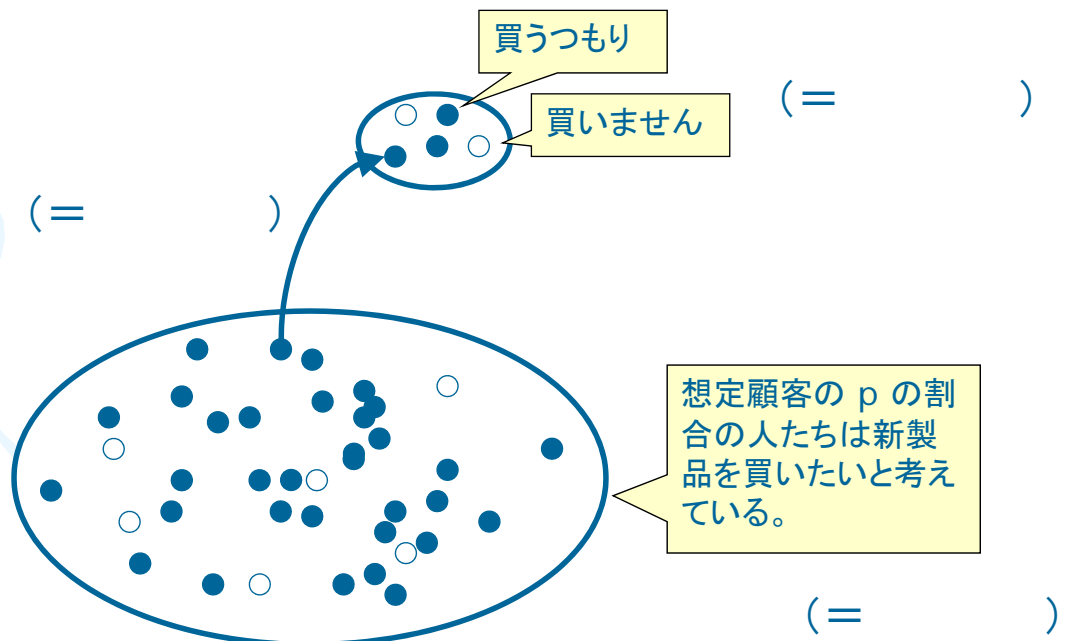 買うつもり
(=　　　　)
買いません
(=　　　　)
想定顧客の p の割
合の人たちは新製
品を買いたいと考え
ている。
(=　　　　)